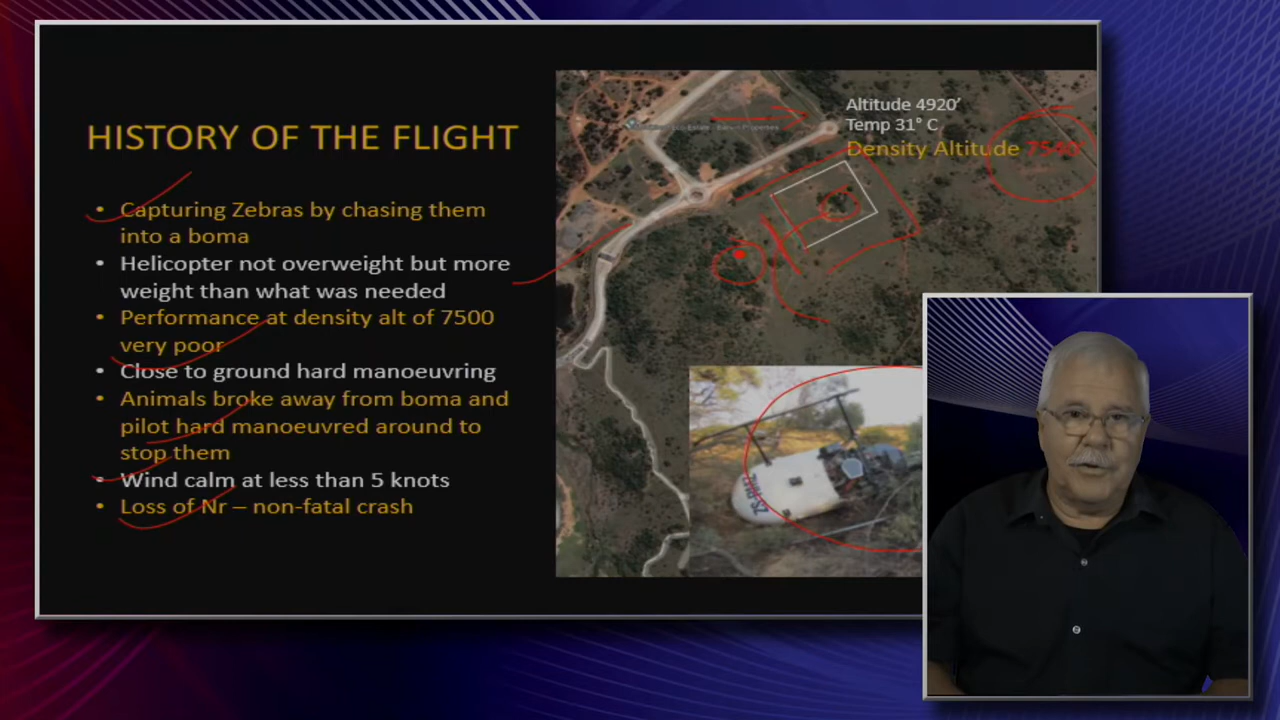 HISTORY OF THE FLIGHT
• Capturing Zebras by chasing them
into a boma
• Helicopter not overweight but more
weight than what was needed
• Performance at density alt of 7500
very poor
• Close to ground hard manoeuvring
• Animals broke away from boma and
pilot hard manoeuvred around to
stop them
• Wind calm at less than 5 knots
• Loss of Nr – non-fatal crash
Altitude 4920’
Temp 31° C
Density Altitude 7540’